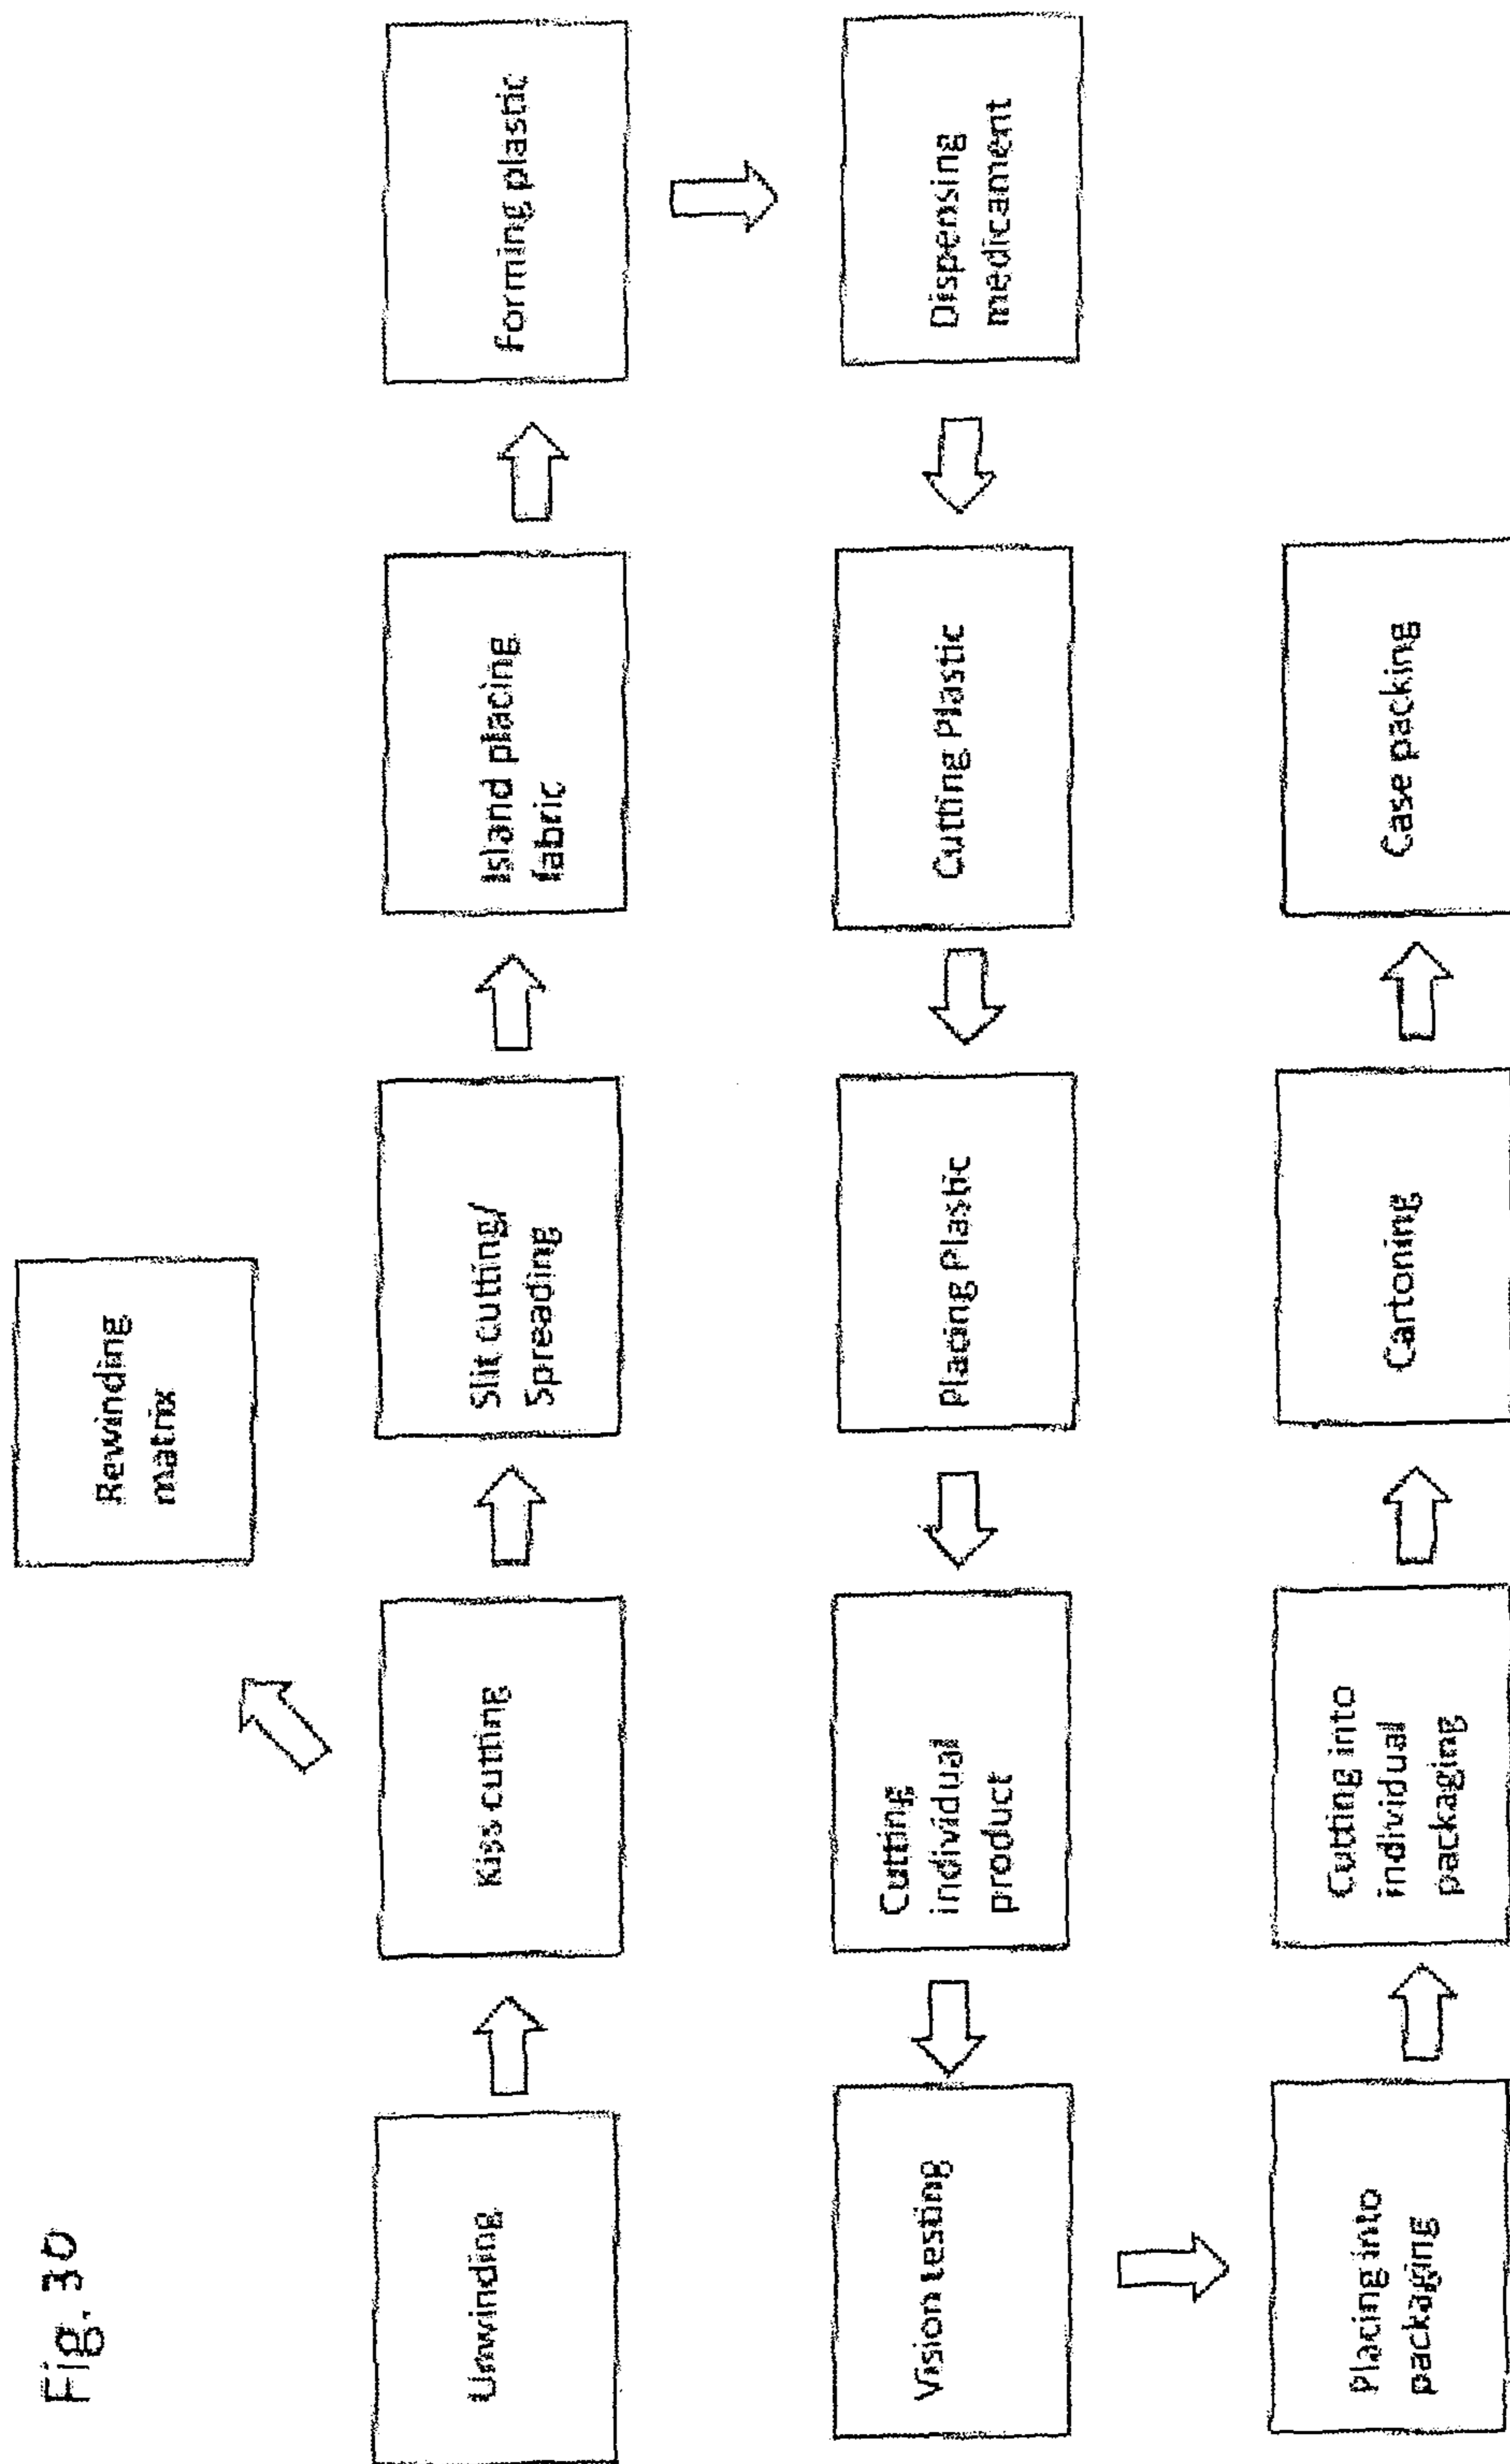 Fig. 30
Rewinding
matrix
Unwinding
Kiss cutting
Slit cutting/
Spreading
Island placing
fabric
Forming plastic
Dispensing
medicament
Cutting Plastic
Placing Plastic
Cutting
individual
product
Vision testing
Placing into
packaging
Cutting into
individual
packaging
Cartoning
Case packing